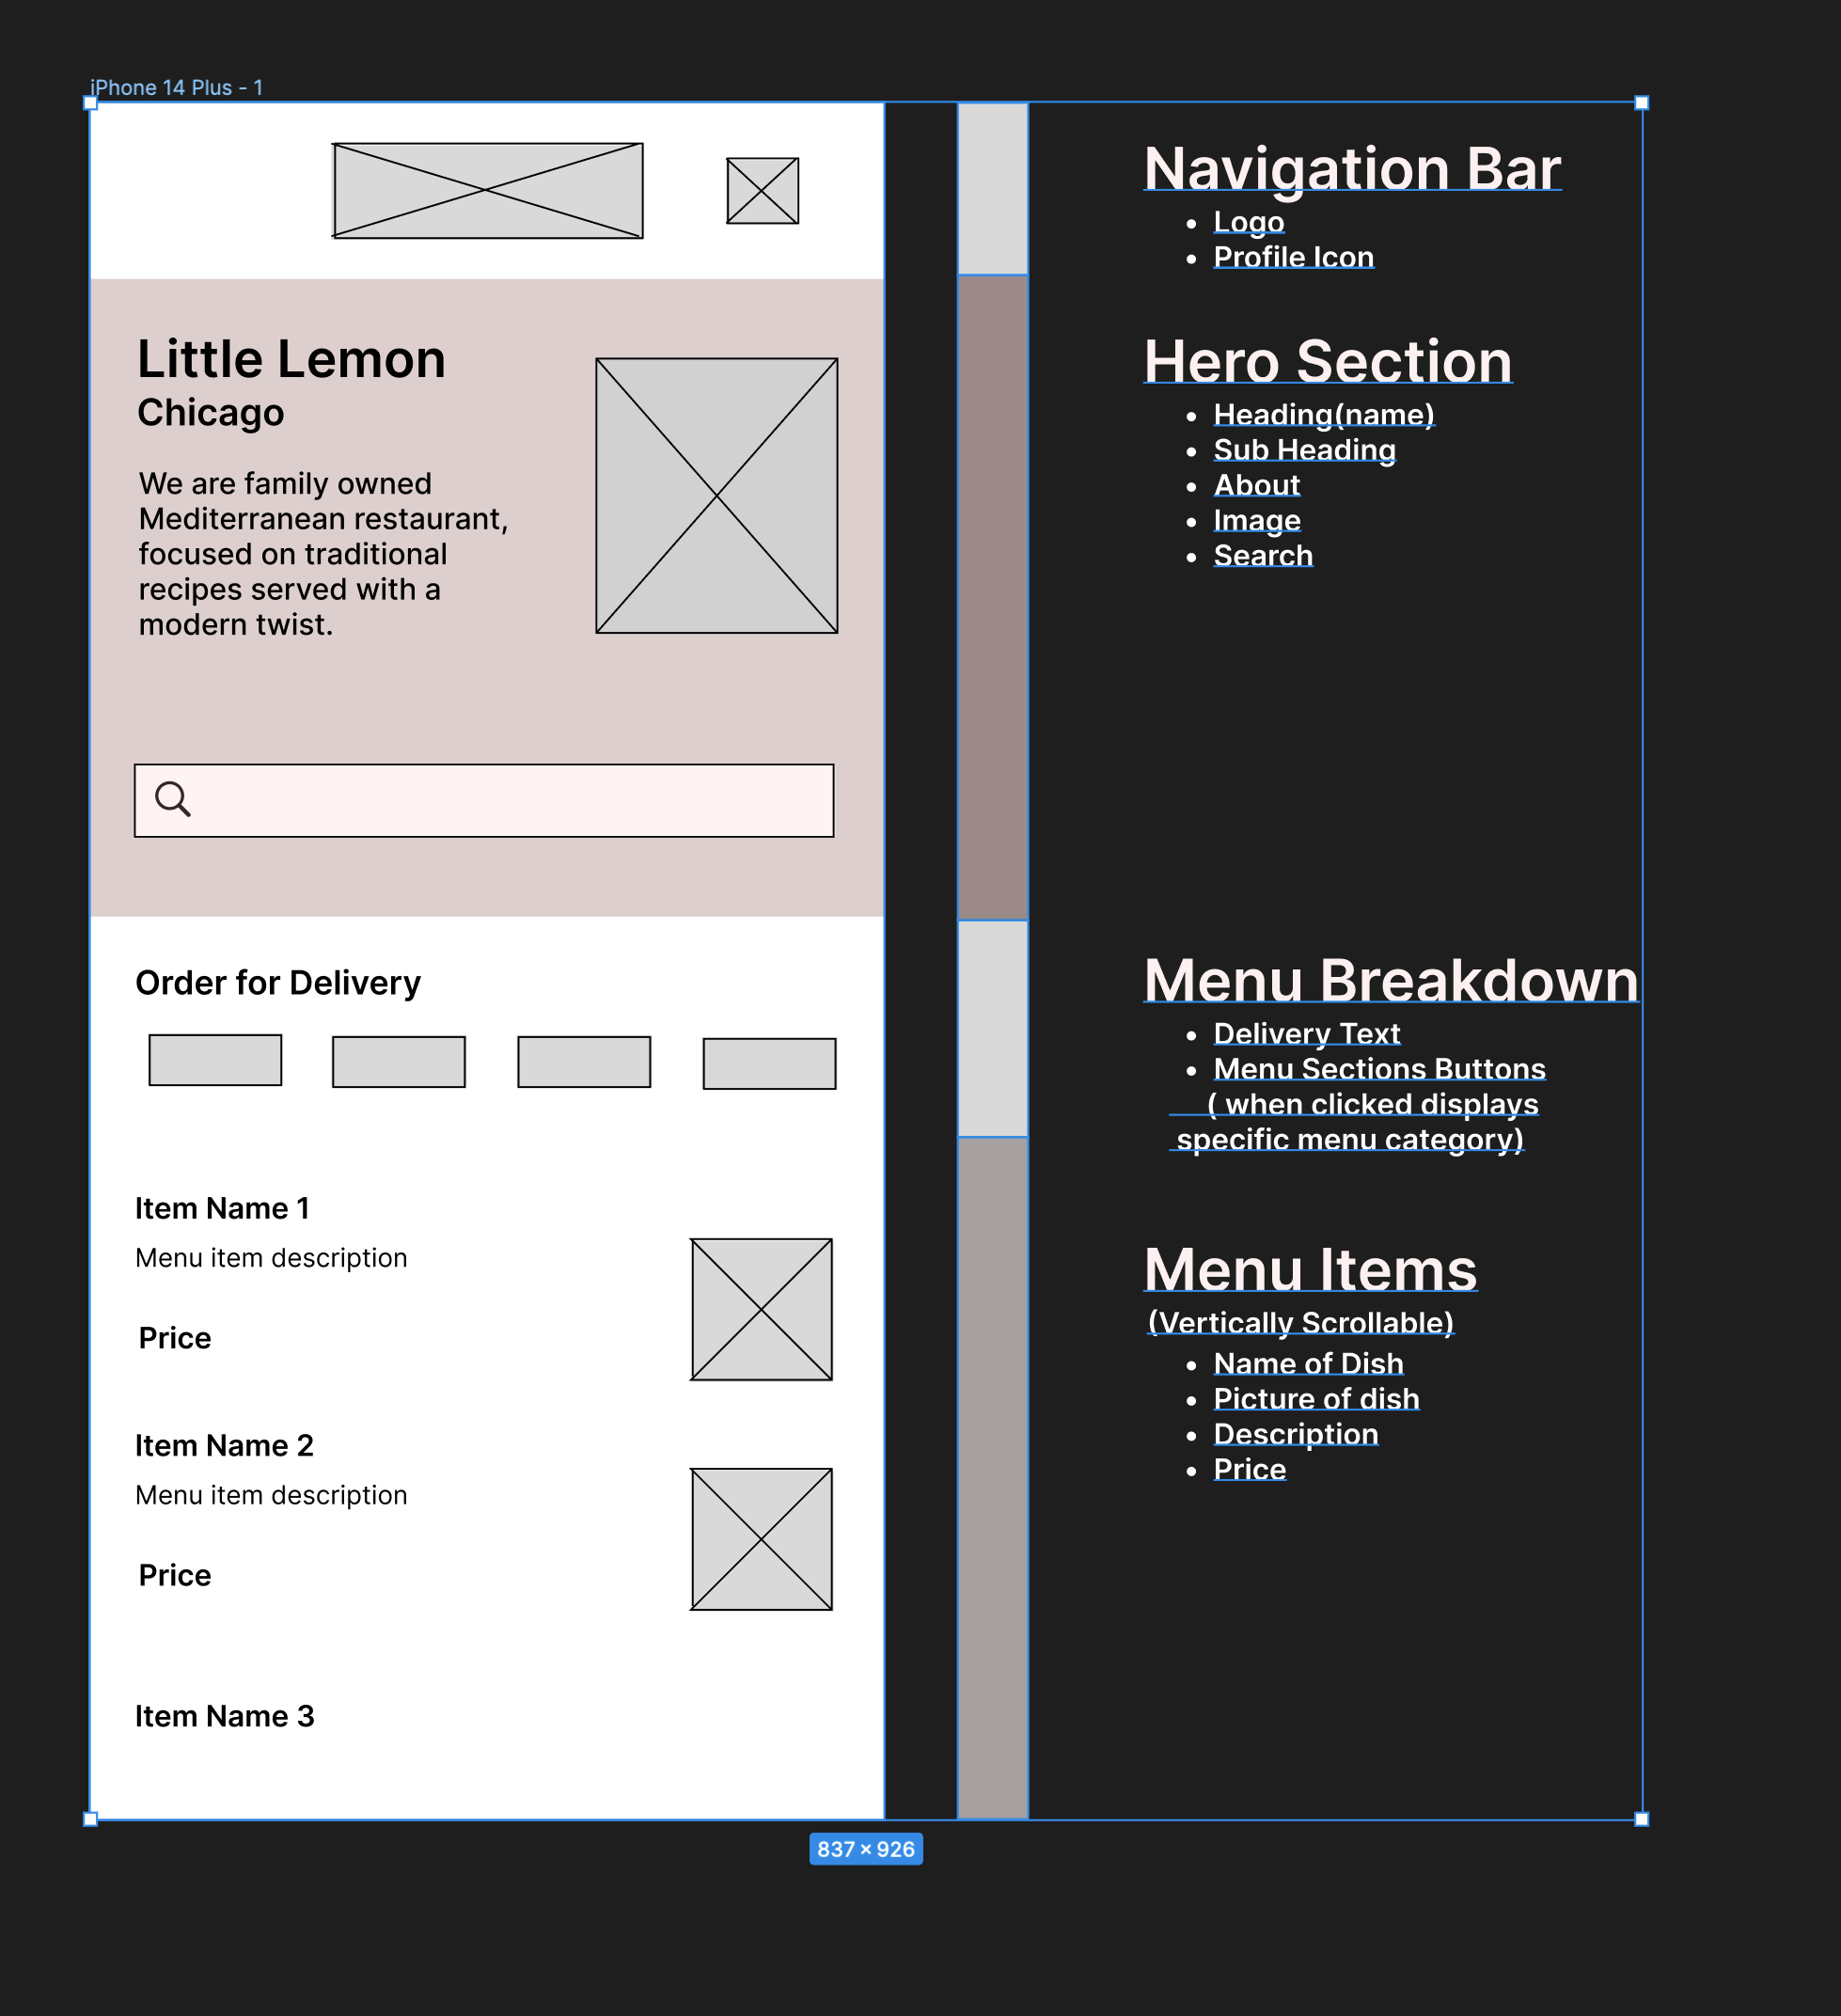 iPhone 14 Plus - 1
Little Lemon
Chicago
We are family owned
Mediterranean restaurant,
focused on traditional
recipes served with a
modern twist.
Order for Delivery
Item Name 1
Menu item description
Price
Item Name 2
Menu item description
Price
Item Name 3
Navigation Bar
• Logo
• Profile Icon
Hero Section
• Heading(name)
• Sub Heading
• About
• Image
• Search
Menu Breakdown
• Delivery Text
• Menu Sections Buttons
( when clicked displays
specific menu category)
Menu Items
(Vertically Scrollable)
• Name of Dish
• Picture of dish
• Description
• Price
837 × 926